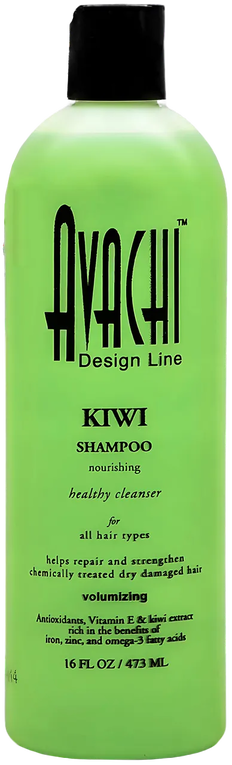 AVACHI™
Design Line
KIWI
SHAMPOO
nourishing
healthy cleanser
for
all hair types
helps repair and strengthen
chemically treated dry damaged hair
volumizing
Antioxidants, Vitamin E & kiwi extract
rich in the benefits of
iron, zinc, and omega-3 fatty acids
16 FL OZ / 473 ML